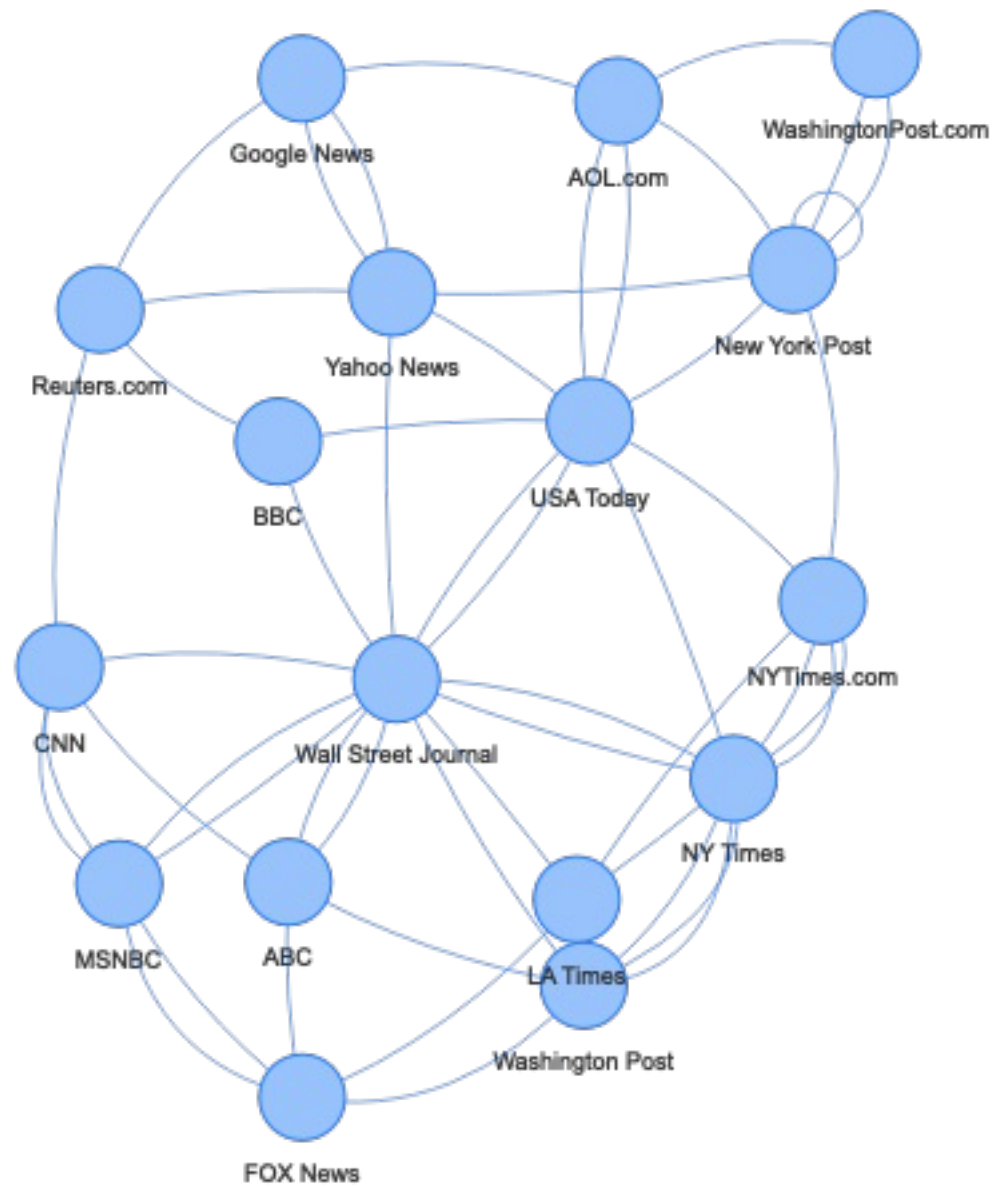 WashingtonPost.com
Google News
AOL.com
New York Post
Yahoo News
Reuters.com
USA Today
BBC
NYTimes.com
CNN
Wall Street Journal
NY Times
MSNBC
ABC
LA Times
Washington Post
FOX News